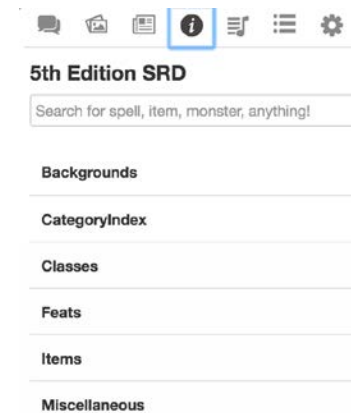 5th Edition SRD
Search for spell, item, monster, anything!
Backgrounds
CategoryIndex
Classes
Feats
Items
Miscellaneous